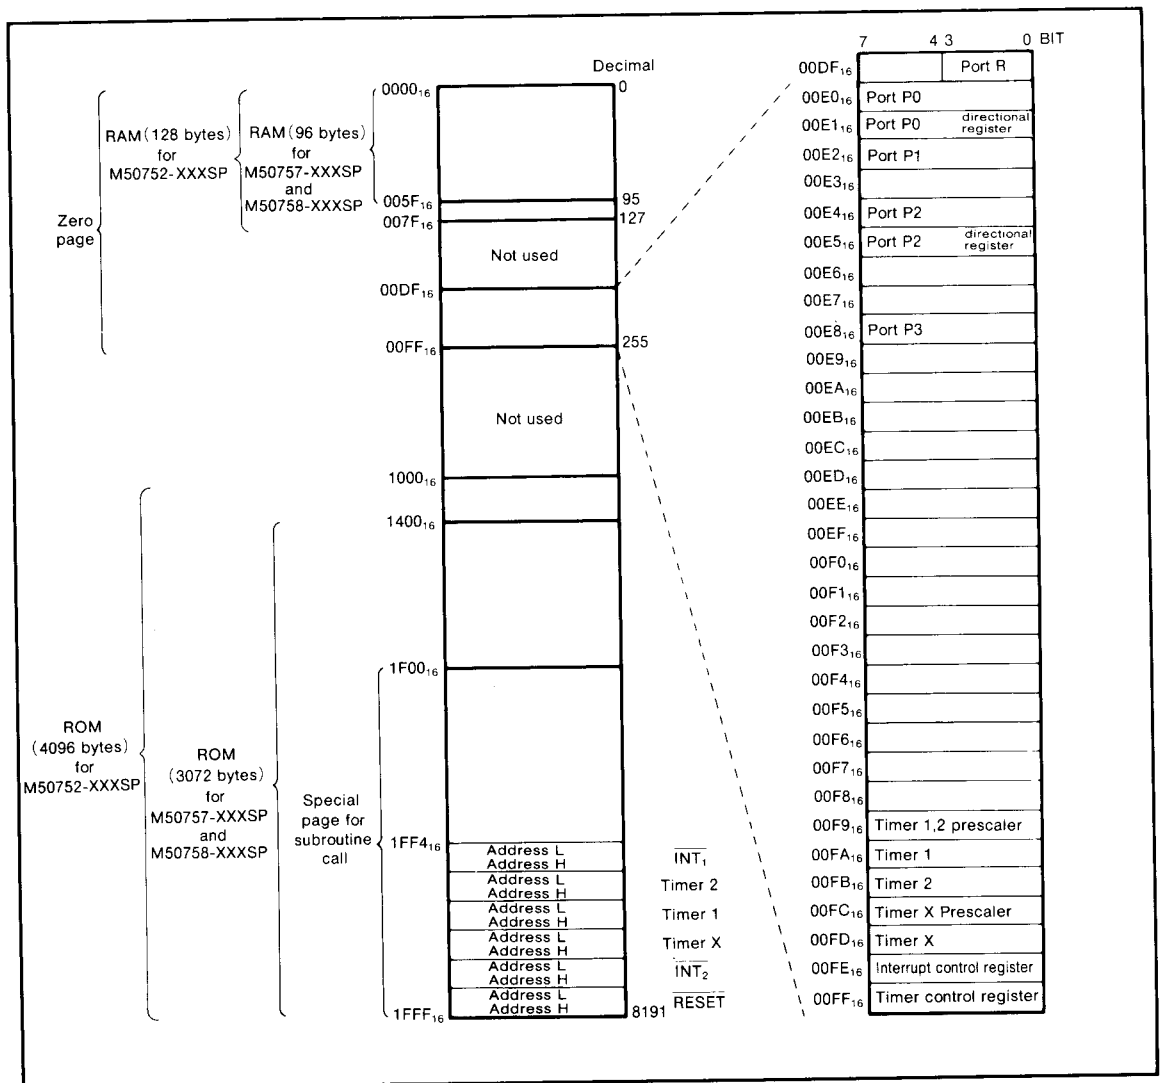 Decimal
0000₁₆
0
RAM (128 bytes)
for
M50752-XXXSP
RAM (96 bytes)
for
M50757-XXXSP
and
M50758-XXXSP
Zero
page
005F₁₆
95
007F₁₆
127
Not used
00DF₁₆
00FF₁₆
255
Not used
1000₁₆
1400₁₆
1F00₁₆
ROM
(4096 bytes)
for
M50752-XXXSP
ROM
(3072 bytes)
for
M50757-XXXSP
and
M50758-XXXSP
Special
page for
subroutine
call
1FF4₁₆
Address L
Address H
INT₁
Address L
Address H
Timer 2
Address L
Address H
Timer 1
Address L
Address H
Timer X
Address L
Address H
INT₂
Address L
Address H
RESET
1FFF₁₆
8191
7 4 3 0 BIT
00DF₁₆ Port R
00E0₁₆ Port P0
00E1₁₆ Port P0 directional
register
00E2₁₆ Port P1
00E3₁₆
00E4₁₆ Port P2
00E5₁₆ Port P2 directional
register
00E6₁₆
00E7₁₆
00E8₁₆ Port P3
00E9₁₆
00EA₁₆
00EB₁₆
00EC₁₆
00ED₁₆
00EE₁₆
00EF₁₆
00F0₁₆
00F1₁₆
00F2₁₆
00F3₁₆
00F4₁₆
00F5₁₆
00F6₁₆
00F7₁₆
00F8₁₆
00F9₁₆ Timer 1,2 prescaler
00FA₁₆ Timer 1
00FB₁₆ Timer 2
00FC₁₆ Timer X Prescaler
00FD₁₆ Timer X
00FE₁₆ Interrupt control register
00FF₁₆ Timer control register